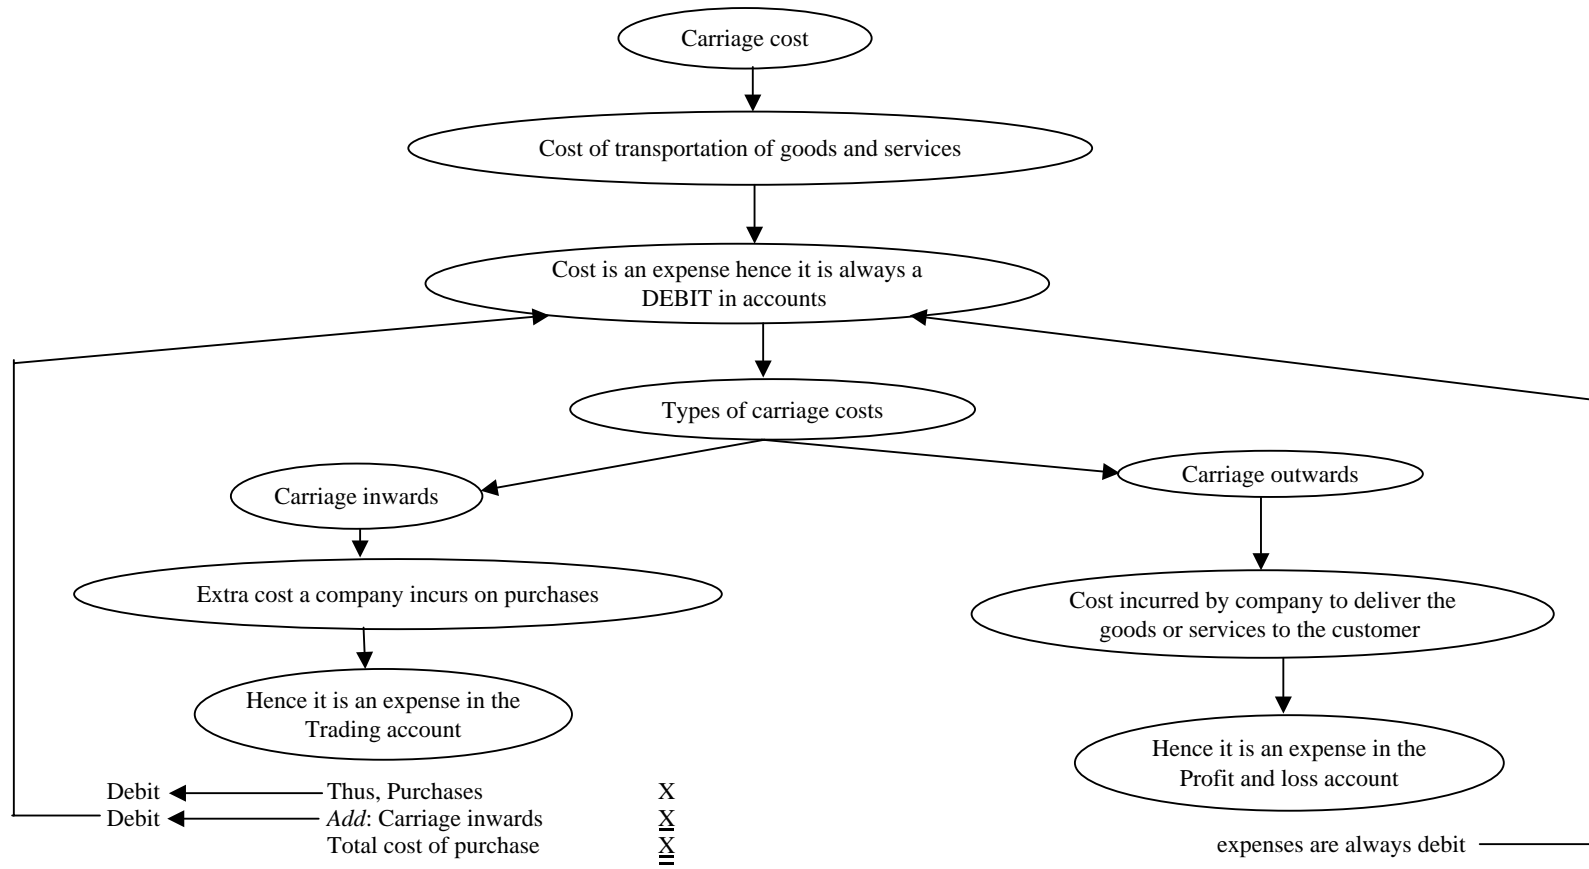 Carriage cost
Cost of transportation of goods and services
Cost is an expense hence it is always a
DEBIT in accounts
Types of carriage costs
Carriage inwards
Carriage outwards
Extra cost a company incurs on purchases
Cost incurred by company to deliver the
goods or services to the customer
Hence it is an expense in the
Trading account
Hence it is an expense in the
Profit and loss account
Debit Thus, Purchases X
Debit Add: Carriage inwards X
Total cost of purchase X
expenses are always debit